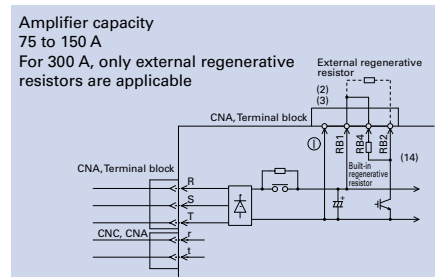 Amplifier capacity
75 to 150 A
For 300 A, only external regenerative
resistors are applicable
External regenerative
resistor
(2)
(3)
CNA, Terminal block
RB1
RB4
RB2
(14)
Built-in
regenerative
resistor
CNA, Terminal block
R
S
T
CNC, CNA
r
t
+